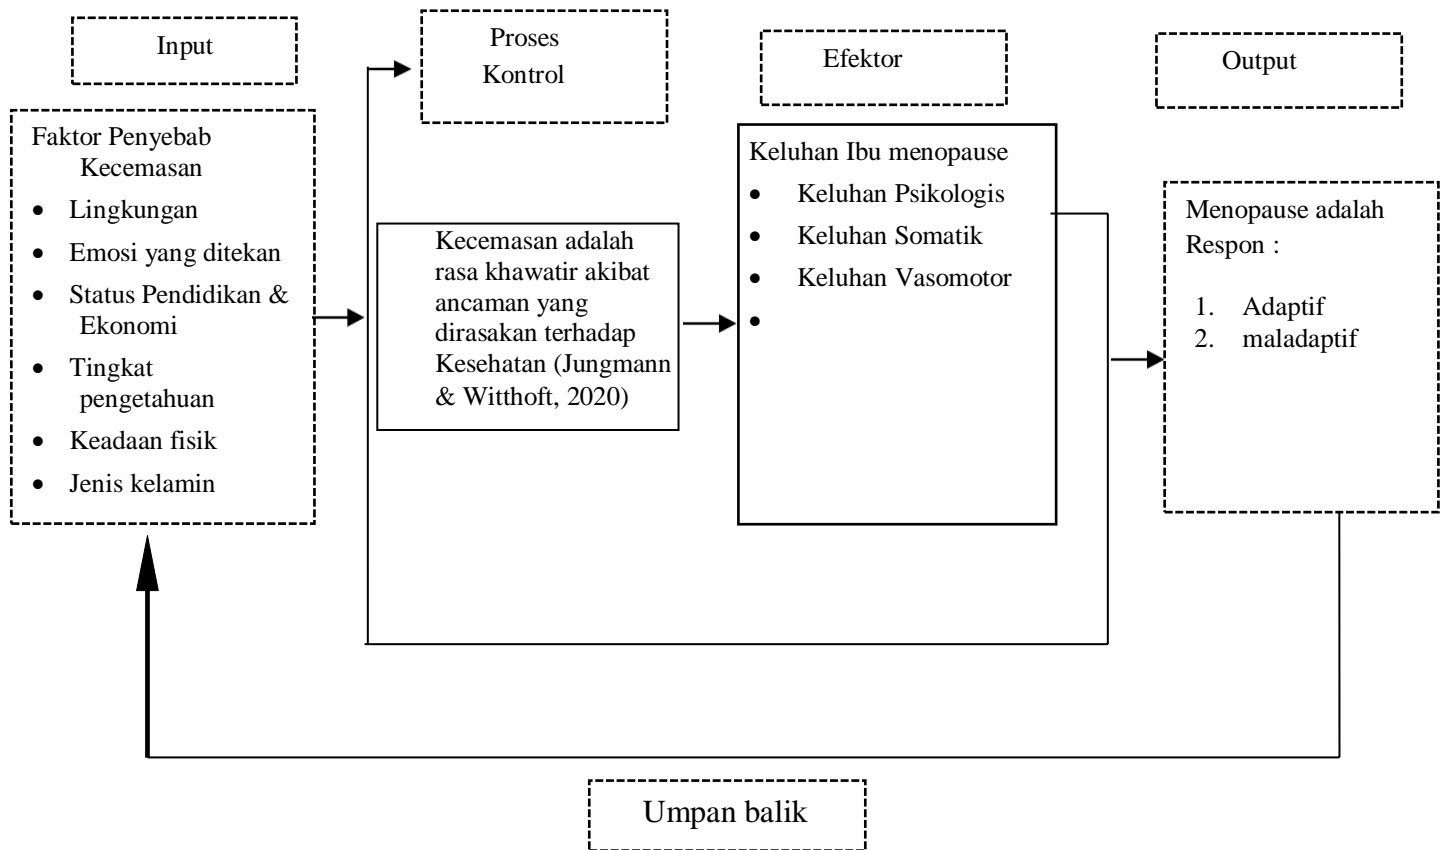 Input
Proses
Kontrol
Efektor
Output
Faktor Penyebab
Kecemasan
• Lingkungan
• Emosi yang ditekan
• Status Pendidikan &
Ekonomi
• Tingkat
pengetahuan
• Keadaan fisik
• Jenis kelamin
Kecemasan adalah
rasa khawatir akibat
ancaman yang
dirasakan terhadap
Kesehatan (Jungmann
& Witthoft, 2020)
Keluhan Ibu menopause
• Keluhan Psikologis
• Keluhan Somatik
• Keluhan Vasomotor
•
Menopause adalah
Respon :
1. Adaptif
2. maladaptif
Umpan balik